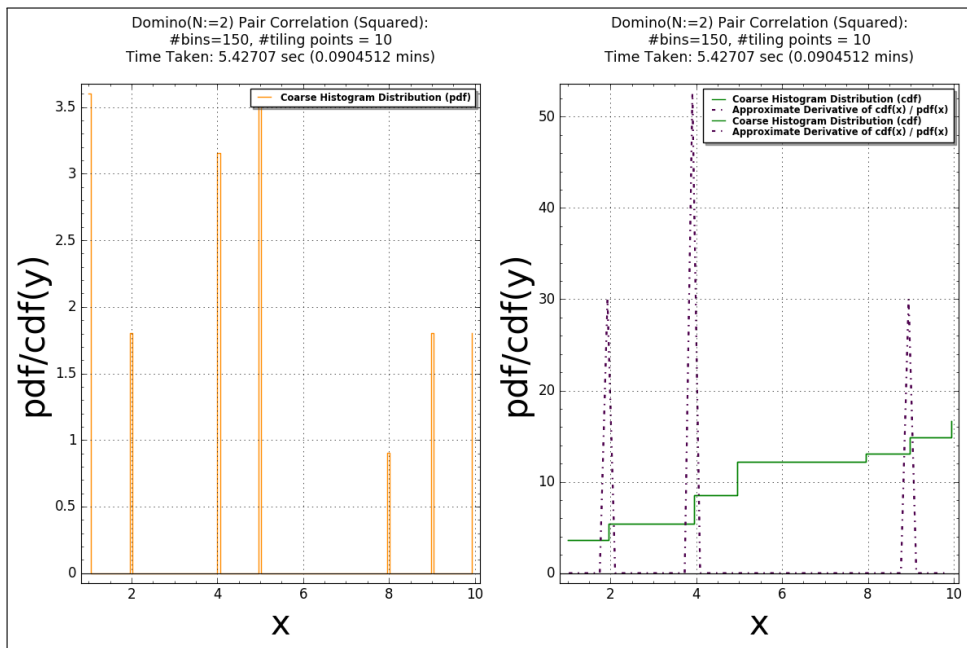 Domino(N:=2) Pair Correlation (Squared):
#bins=150, #tiling points = 10
Time Taken: 5.42707 sec (0.0904512 mins)
Coarse Histogram Distribution (pdf)
3.5
3
2.5
2
1.5
1
0.5
0
2
4
6
8
10
pdf/cdf(y)
x
Domino(N:=2) Pair Correlation (Squared):
#bins=150, #tiling points = 10
Time Taken: 5.42707 sec (0.0904512 mins)
Coarse Histogram Distribution (cdf)
Approximate Derivative of cdf(x) / pdf(x)
Coarse Histogram Distribution (cdf)
Approximate Derivative of cdf(x) / pdf(x)
50
40
30
20
10
0
2
4
6
8
10
pdf/cdf(y)
x